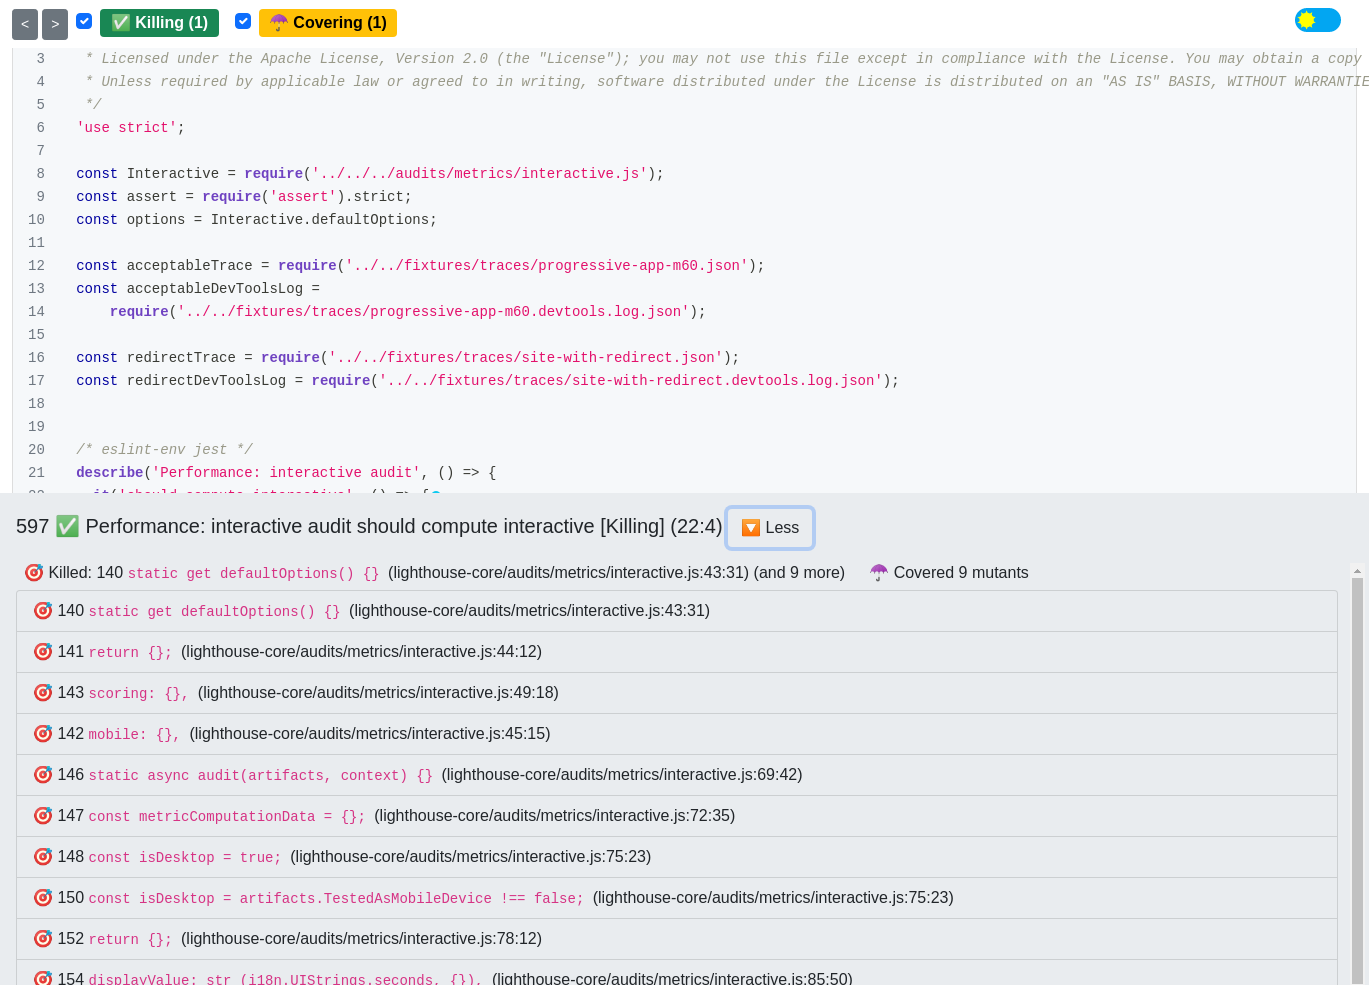 < > ✅ Killing (1) ☂️ Covering (1)
3 * Licensed under the Apache License, Version 2.0 (the "License"); you may not use this file except in compliance with the License. You may obtain a copy
4 * Unless required by applicable law or agreed to in writing, software distributed under the License is distributed on an "AS IS" BASIS, WITHOUT WARRANTIE
5 */
6 'use strict';
7
8 const Interactive = require('../../../audits/metrics/interactive.js');
9 const assert = require('assert').strict;
10 const options = Interactive.defaultOptions;
11
12 const acceptableTrace = require('../../fixtures/traces/progressive-app-m60.json');
13 const acceptableDevToolsLog =
14 require('../../fixtures/traces/progressive-app-m60.devtools.log.json');
15
16 const redirectTrace = require('../../fixtures/traces/site-with-redirect.json');
17 const redirectDevToolsLog = require('../../fixtures/traces/site-with-redirect.devtools.log.json');
18
19
20 /* eslint-env jest */
21 describe('Performance: interactive audit', () => {
22 it('should compute interactive', () => {
597 ✅ Performance: interactive audit should compute interactive [Killing] (22:4) 🔽 Less
🎯 Killed: 140 static get defaultOptions() {} (lighthouse-core/audits/metrics/interactive.js:43:31) (and 9 more) ☂️ Covered 9 mutants
🎯 140 static get defaultOptions() {} (lighthouse-core/audits/metrics/interactive.js:43:31)
🎯 141 return {}; (lighthouse-core/audits/metrics/interactive.js:44:12)
🎯 143 scoring: {}, (lighthouse-core/audits/metrics/interactive.js:49:18)
🎯 142 mobile: {}, (lighthouse-core/audits/metrics/interactive.js:45:15)
🎯 146 static async audit(artifacts, context) {} (lighthouse-core/audits/metrics/interactive.js:69:42)
🎯 147 const metricComputationData = {}; (lighthouse-core/audits/metrics/interactive.js:72:35)
🎯 148 const isDesktop = true; (lighthouse-core/audits/metrics/interactive.js:75:23)
🎯 150 const isDesktop = artifacts.TestedAsMobileDevice !== false; (lighthouse-core/audits/metrics/interactive.js:75:23)
🎯 152 return {}; (lighthouse-core/audits/metrics/interactive.js:78:12)
🎯 154 displayValue: str_(i18n.UIStrings.seconds, {}), (lighthouse-core/audits/metrics/interactive.js:85:50)